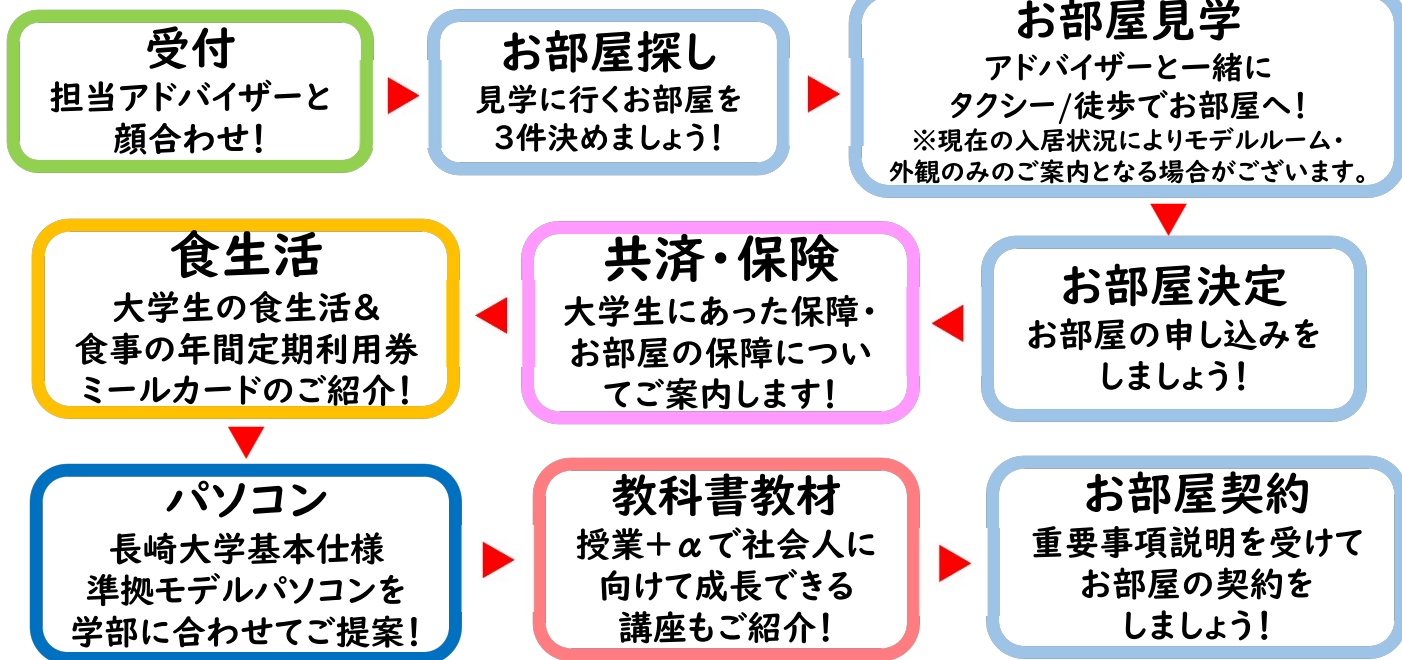 受付
担当アドバイザーと
顔合わせ!
お部屋探し
見学に行くお部屋を
3件決めましょう!
お部屋見学
アドバイザーと一緒に
タクシー/徒歩でお部屋へ!
※現在の入居状況によりモデルルーム・
外観のみのご案内となる場合がございます。
お部屋決定
お部屋の申し込みを
しましょう!
共済・保険
大学生にあった保障・
お部屋の保障につい
てご案内します!
食生活
大学生の食生活&
食事の年間定期利用券
ミールカードのご紹介!
パソコン
長崎大学基本仕様
準拠モデルパソコンを
学部に合わせてご提案!
教科書教材
授業+αで社会人に
向けて成長できる
講座もご紹介!
お部屋契約
重要事項説明を受けて
お部屋の契約を
しましょう!